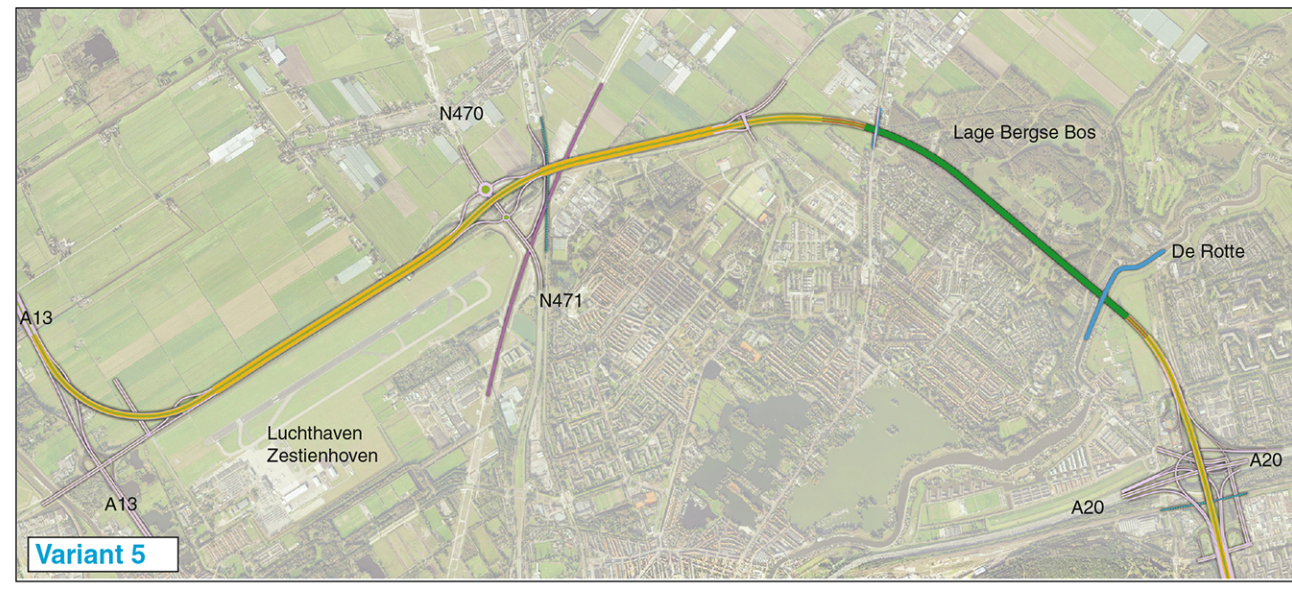 N470
Lage Bergse Bos
De Rotte
N471
A13
Luchthaven
Zestienhoven
A20
A13
A20
Variant 5